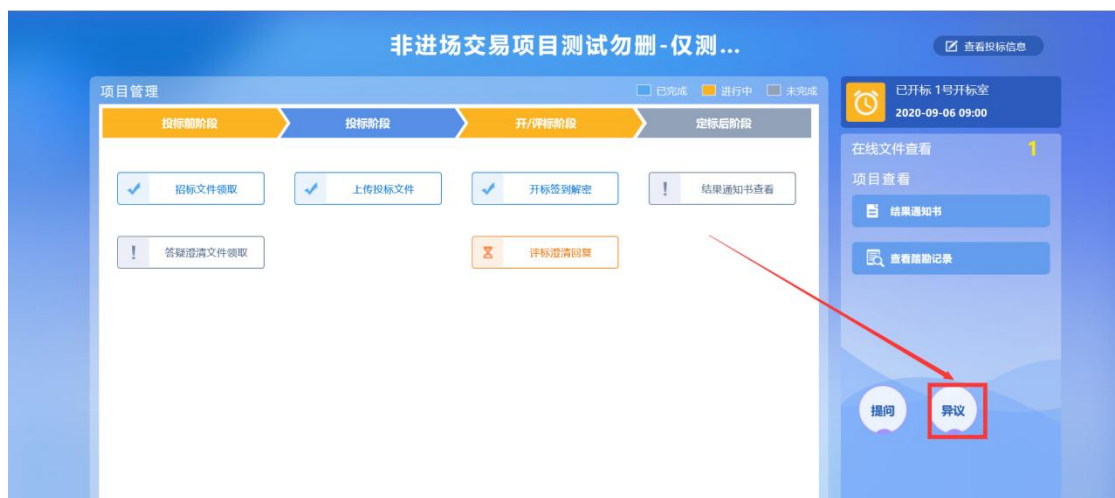 非进场交易项目测试勿删-仅测...
查看投标信息
项目管理
已完成 进行中 未完成
投标前阶段 投标阶段 开/评标阶段 定标后阶段
招标文件领取 上传投标文件 开标签到解密 结果通知书查看
答疑澄清文件领取 评标澄清回复
已开标 1号开标室
2020-09-06 09:00
在线文件查看 1
项目查看
结果通知书
查看踏勘记录
提问 异议